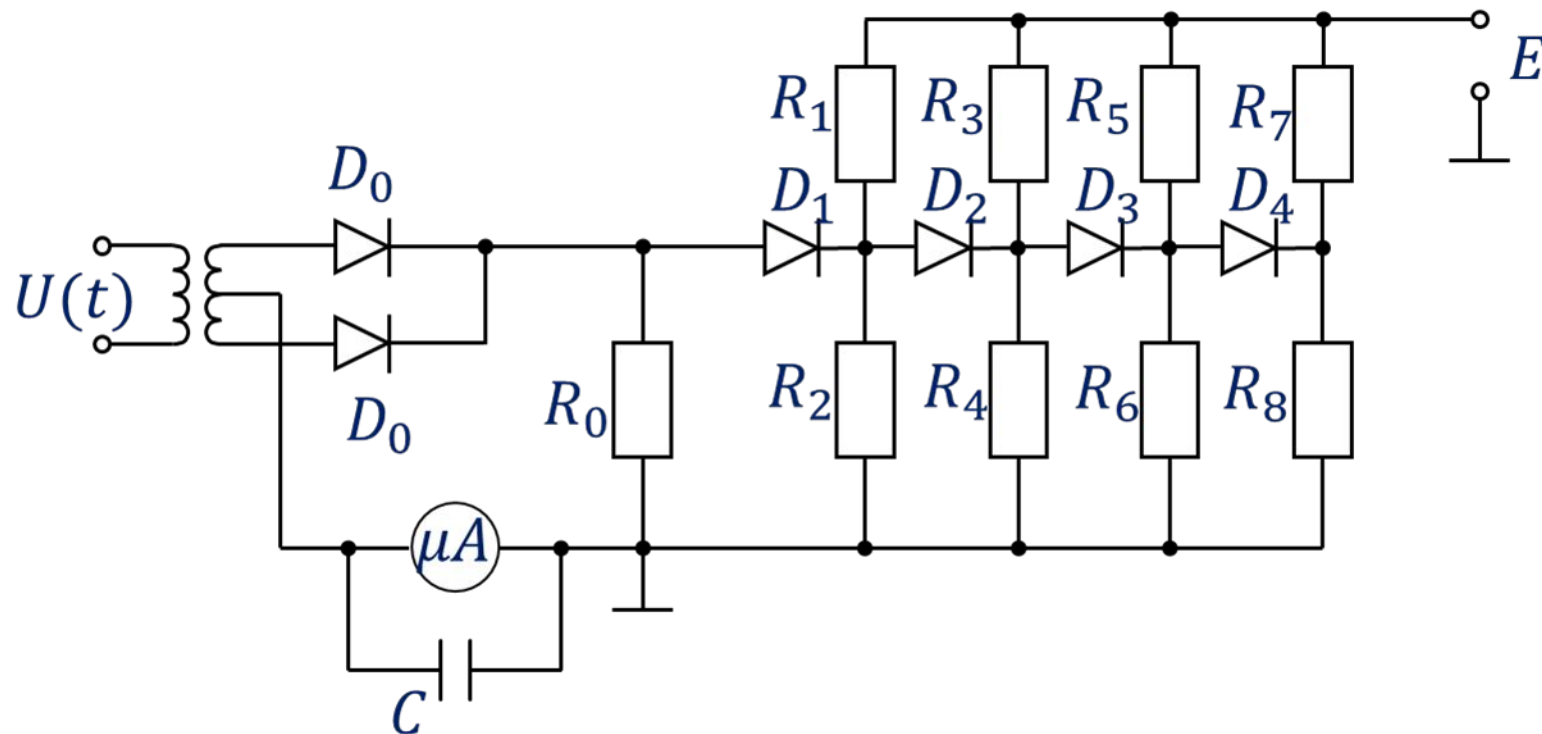 E
R₁ R₃ R₅ R₇
D₀ D₁ D₂ D₃ D₄
U(t)
D₀ R₀ R₂ R₄ R₆ R₈
μA
C